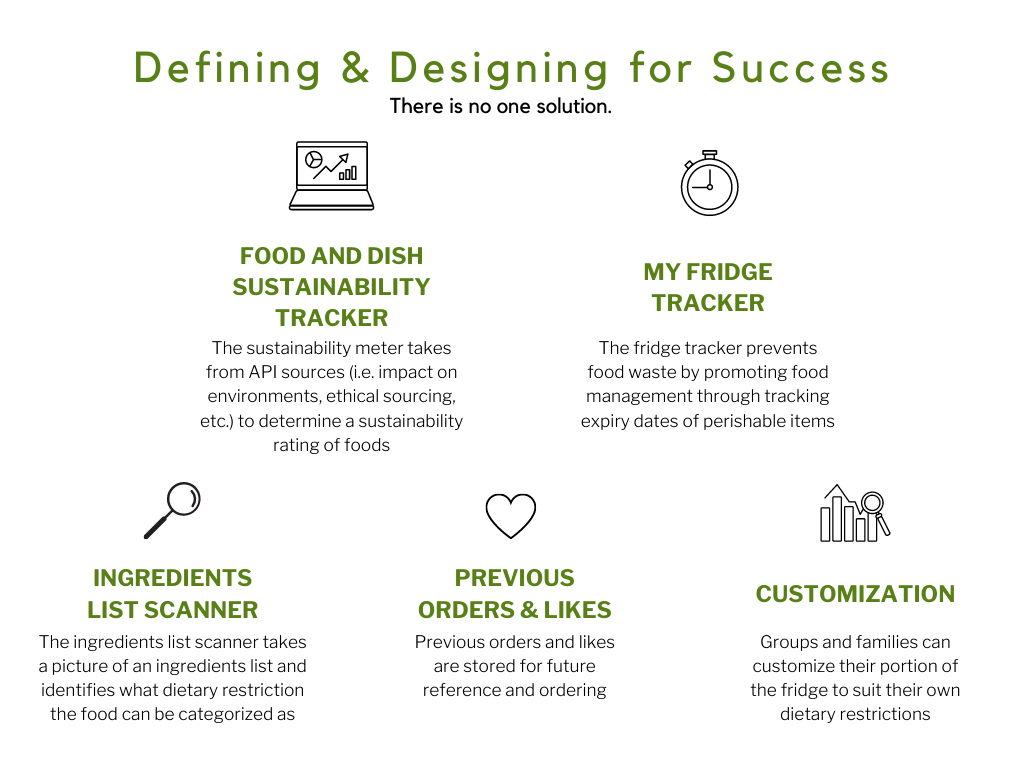 Defining & Designing for Success
There is no one solution.
FOOD AND DISH
SUSTAINABILITY
TRACKER
The sustainability meter takes
from API sources (i.e. impact on
environments, ethical sourcing,
etc.) to determine a sustainability
rating of foods
MY FRIDGE
TRACKER
The fridge tracker prevents
food waste by promoting food
management through tracking
expiry dates of perishable items
INGREDIENTS
LIST SCANNER
The ingredients list scanner takes
a picture of an ingredients list and
identifies what dietary restriction
the food can be categorized as
PREVIOUS
ORDERS & LIKES
Previous orders and likes
are stored for future
reference and ordering
CUSTOMIZATION
Groups and families can
customize their portion of
the fridge to suit their own
dietary restrictions